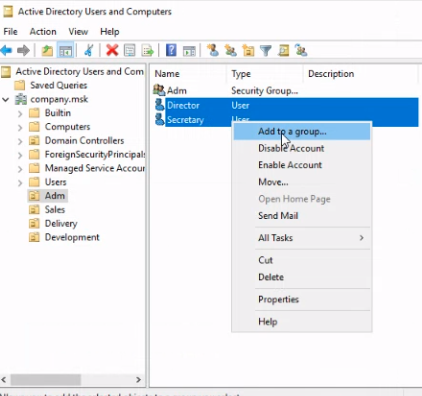 Active Directory Users and Computers
File Action View Help
Active Directory Users and Com
Saved Queries
company.msk
Builtin
Computers
Domain Controllers
ForeignSecurityPrincipals
Managed Service Accour
Users
Adm
Sales
Delivery
Development
Name Type Description
Adm Security Group...
Director User
Secretary User
Add to a group...
Disable Account
Enable Account
Move...
Open Home Page
Send Mail
All Tasks
Cut
Delete
Properties
Help